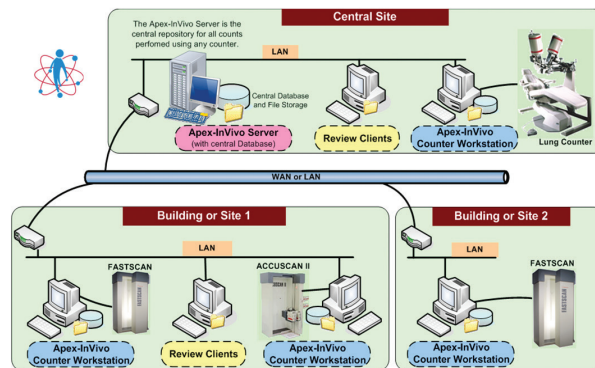 Central Site
The Apex-InVivo Server is the
central repository for all counts
perfomed using any counter.
LAN
Central Database
and File Storage
Apex-InVivo Server
(with central Database)
Review Clients
Apex-InVivo
Counter Workstation
Lung Counter
WAN or LAN
Building or Site 1
LAN
FASTSCAN
ACCUSCAN II
Apex-InVivo
Counter Workstation
Review Clients
Apex-InVivo
Counter Workstation
Building or Site 2
LAN
FASTSCAN
Apex-InVivo
Counter Workstation